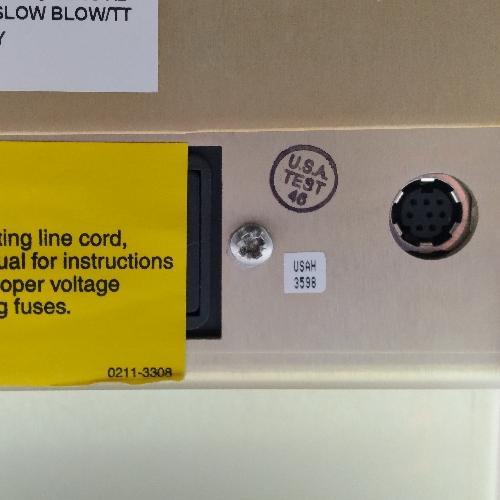 SLOW BLOW/TT
U.S.A.
TEST
46
ting line cord,
ual for instructions
oper voltage
g fuses.
USAH
3598
0211-3308